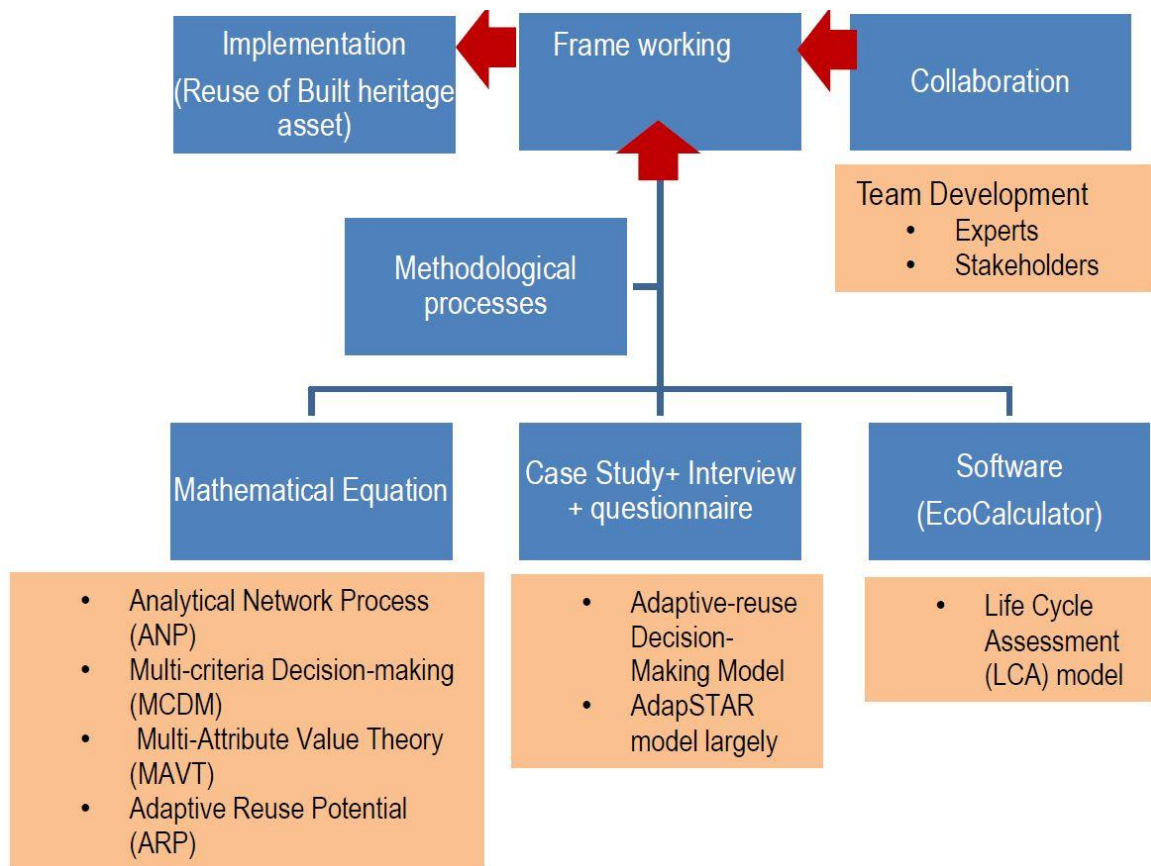 Implementation
(Reuse of Built heritage
asset)
Frame working
Collaboration
Team Development
• Experts
• Stakeholders
Methodological
processes
Mathematical Equation
Case Study+ Interview
+ questionnaire
Software
(EcoCalculator)
• Analytical Network Process
(ANP)
• Multi-criteria Decision-making
(MCDM)
• Multi-Attribute Value Theory
(MAVT)
• Adaptive Reuse Potential
(ARP)
• Adaptive-reuse
Decision-
Making Model
• AdapSTAR
model largely
• Life Cycle
Assessment
(LCA) model